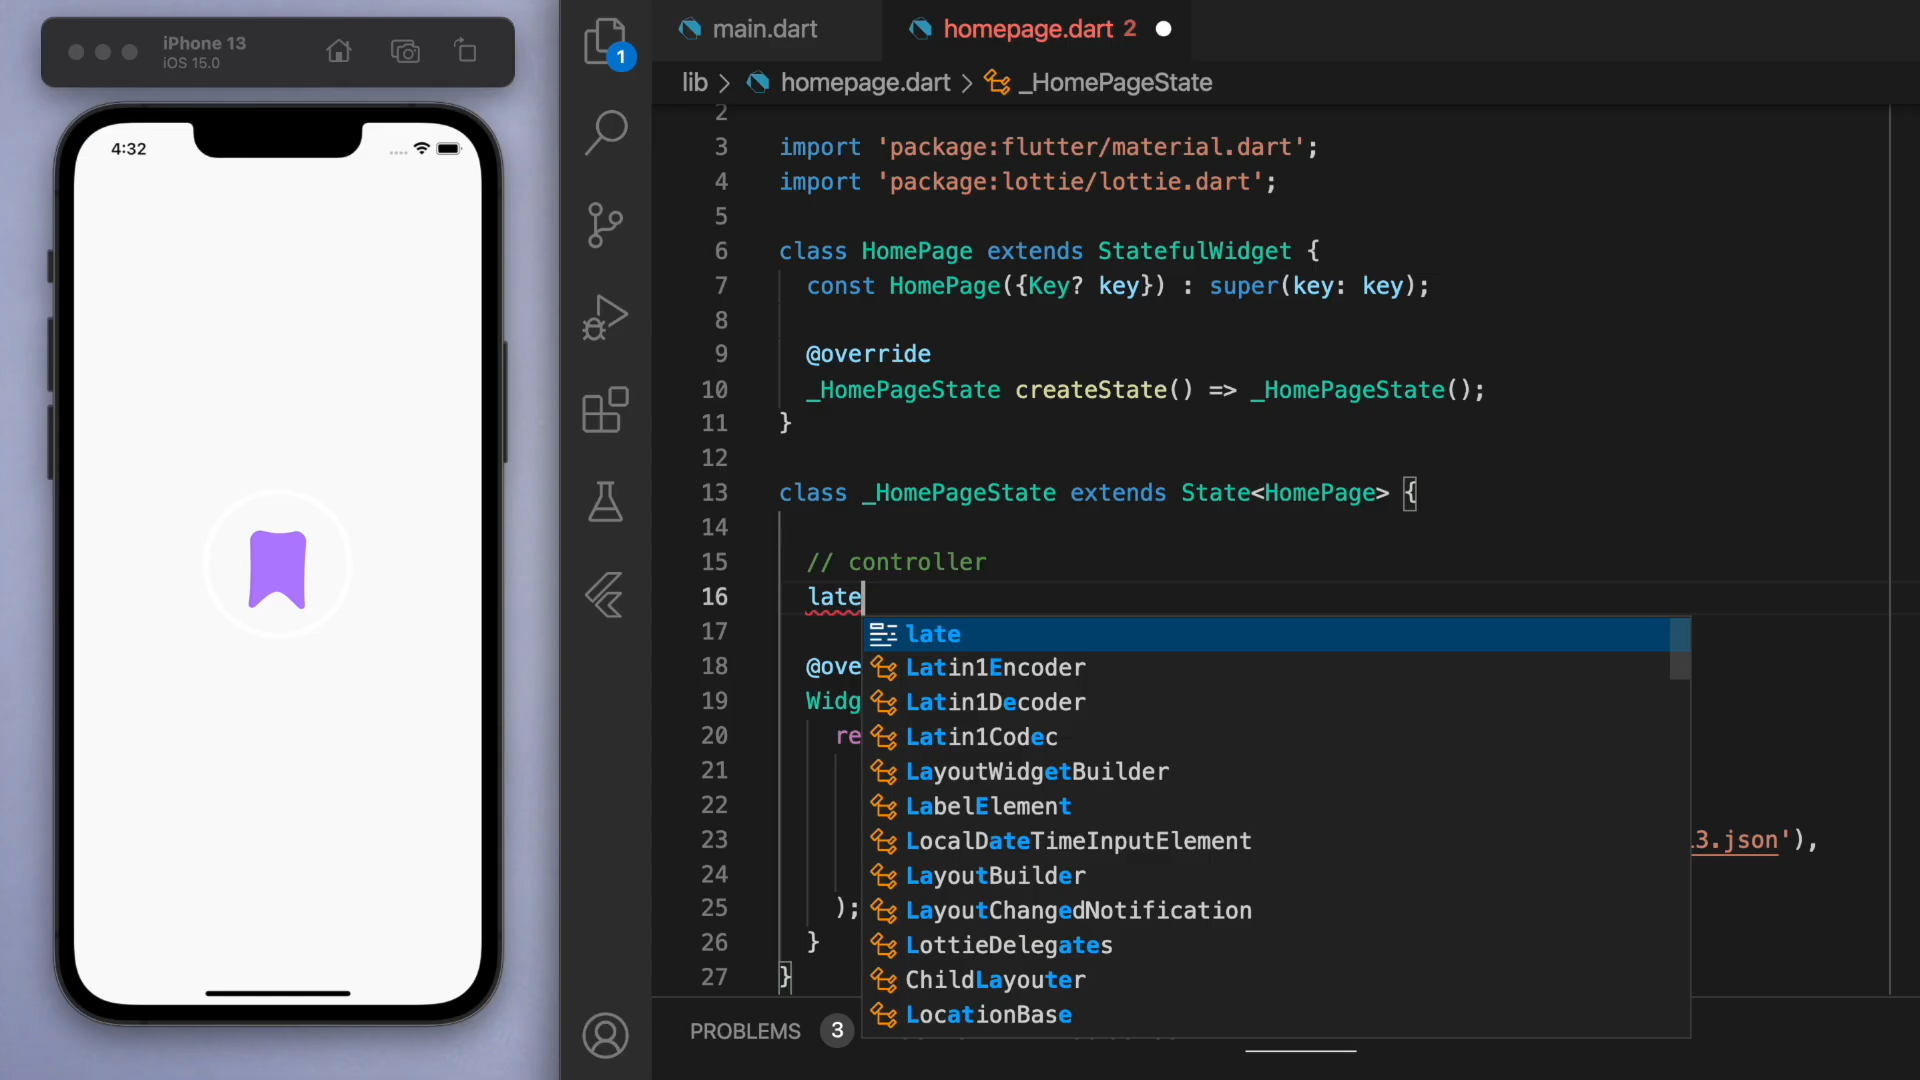 iPhone 13
iOS 15.0
4:32
1
main.dart
homepage.dart 2
lib > homepage.dart > _HomePageState
2
3 import 'package:flutter/material.dart';
4 import 'package:lottie/lottie.dart';
5
6 class HomePage extends StatefulWidget {
7 const HomePage({Key? key}) : super(key: key);
8
9 @override
10 _HomePageState createState() => _HomePageState();
11 }
12
13 class _HomePageState extends State<HomePage> {
14
15 // controller
16 late
17
18 @ove
19 Widg
20 re
21
22
23 3.json'),
24
25 );
26 }
27 }
late
Latin1Encoder
Latin1Decoder
Latin1Codec
LayoutWidgetBuilder
LabelElement
LocalDateTimeInputElement
LayoutBuilder
LayoutChangedNotification
LottieDelegates
ChildLayouter
LocationBase
PROBLEMS 3